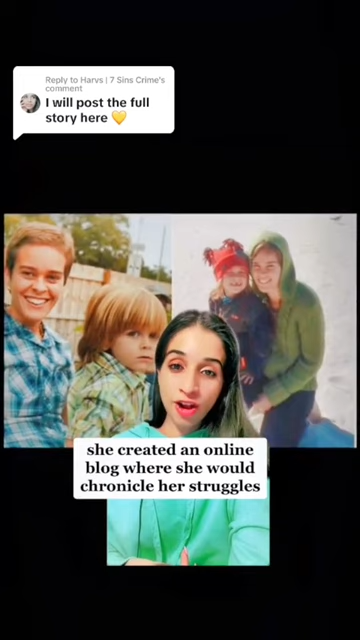 Reply to Harvs | 7 Sins Crime's
comment
I will post the full
story here 💛
she created an online
blog where she would
chronicle her struggles